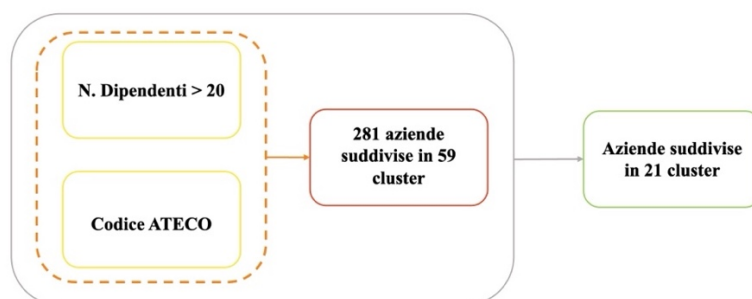 N. Dipendenti > 20
Codice ATECO
281 aziende
suddivise in 59
cluster
Aziende suddivise
in 21 cluster